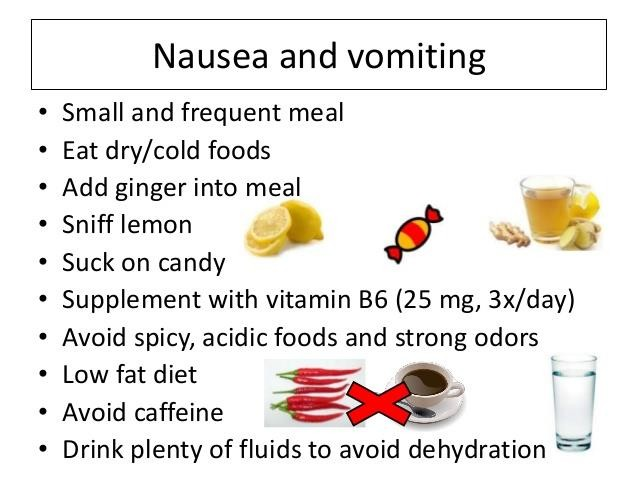 Nausea and vomiting
• Small and frequent meal
• Eat dry/cold foods
• Add ginger into meal
• Sniff lemon
• Suck on candy
• Supplement with vitamin B6 (25 mg, 3x/day)
• Avoid spicy, acidic foods and strong odors
• Low fat diet
• Avoid caffeine
• Drink plenty of fluids to avoid dehydration